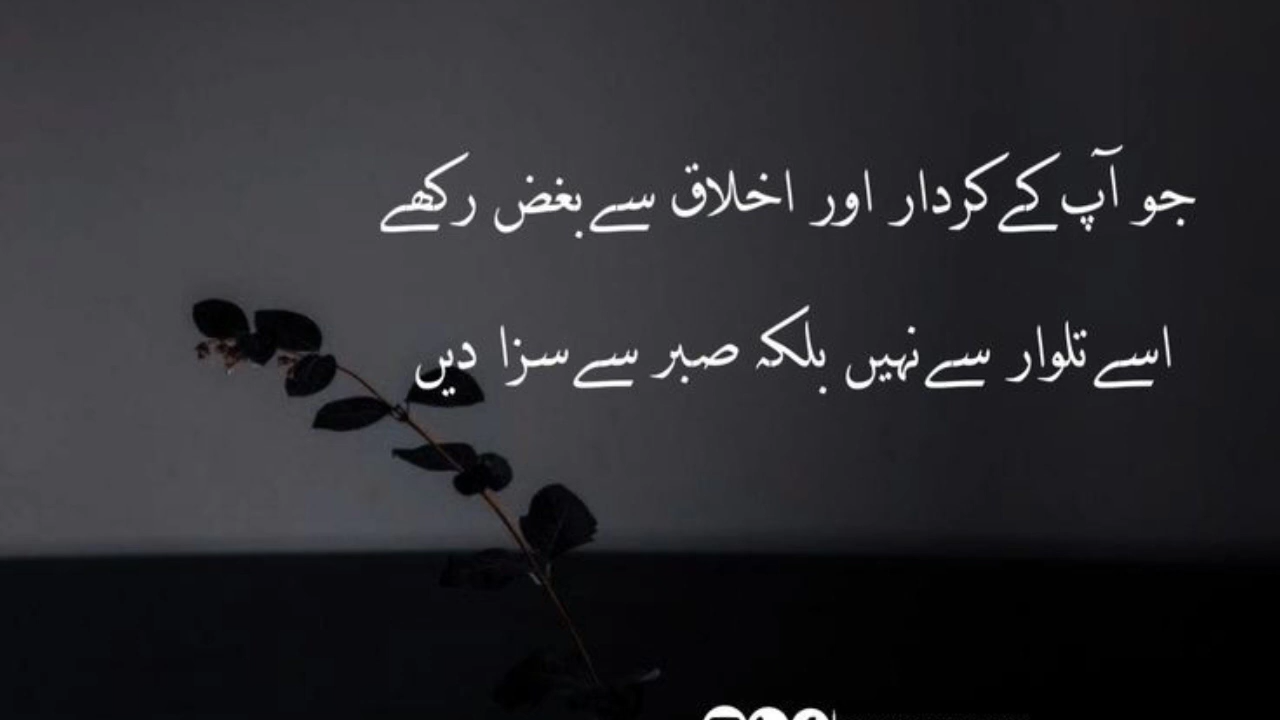 جو آپ کے کردار اور اخلاق سے بغض رکھے
اسے تلوار سے نہیں بلکہ صبر سے سزا دیں